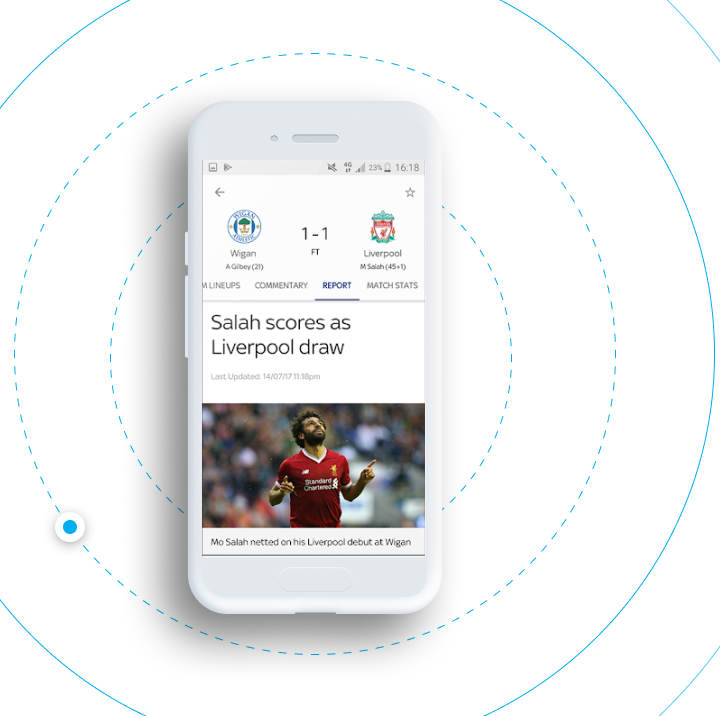 4G 23% 16:18
WIGAN
ATHLETIC
1 - 1
FT
Wigan
Liverpool
A Gilbey (21)
M Salah (45+1)
M LINEUPS COMMENTARY REPORT MATCH STATS
Salah scores as
Liverpool draw
Last Updated: 14/07/17 11:18pm
Standard
Chartered
Mo Salah netted on his Liverpool debut at Wigan